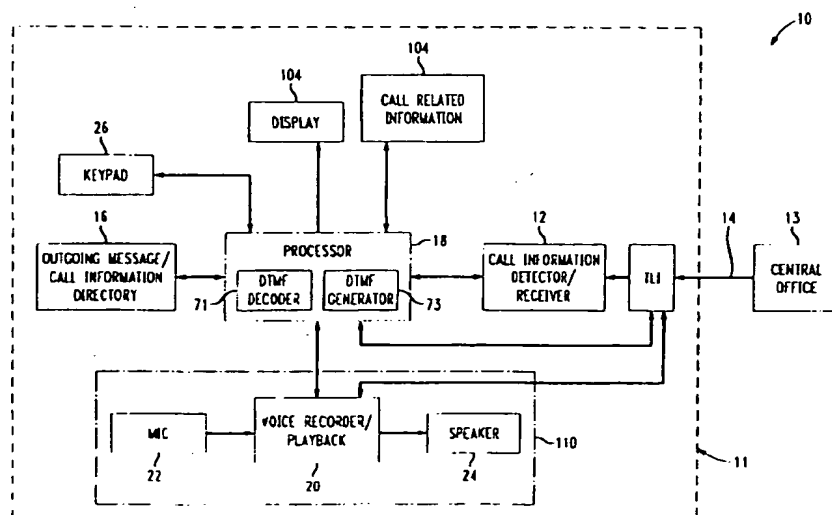 10
104
104
DISPLAY
CALL RELATED
INFORMATION
26
KEYPAD
16
OUTGOING MESSAGE/
CALL INFORMATION
DIRECTORY
PROCESSOR
18
DTMF
DECODER
71
DTMF
GENERATOR
73
12
CALL INFORMATION
DETECTOR/
RECEIVER
TLI
14
13
CENTRAL
OFFICE
MIC
22
VOICE RECORDER/
PLAYBACK
20
SPEAKER
24
110
11